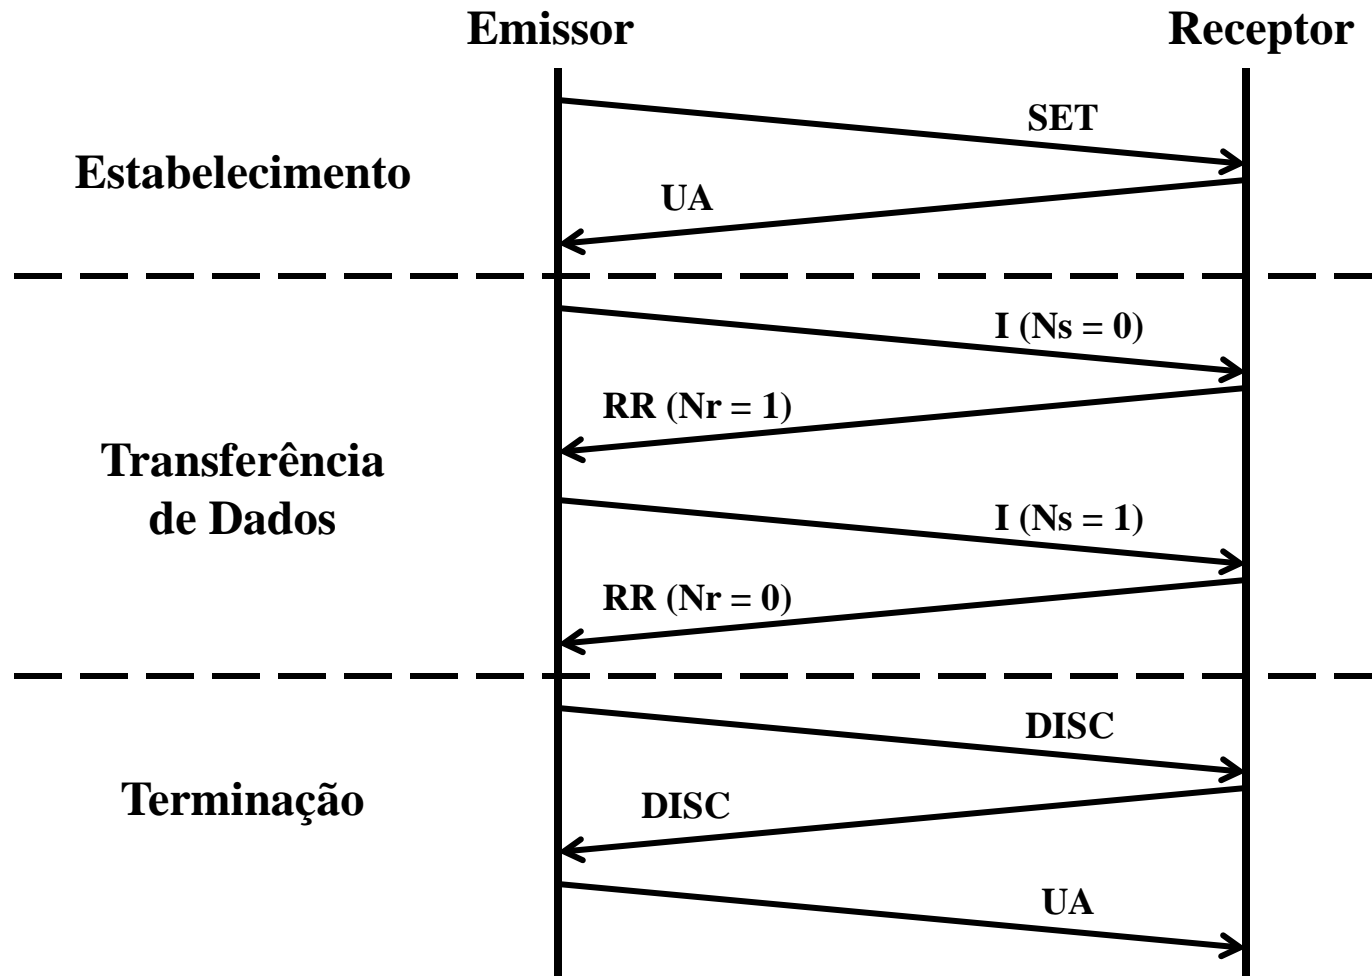 Emissor
Receptor
SET
Estabelecimento
UA
I (Ns = 0)
RR (Nr = 1)
Transferência
de Dados
I (Ns = 1)
RR (Nr = 0)
DISC
Terminação
DISC
UA